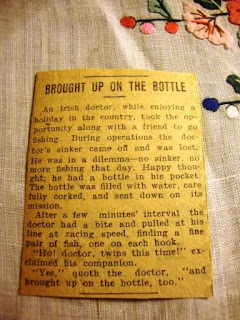 BROUGHT UP ON THE BOTTLE
An Irish doctor, while enjoying a
holiday in the country, took the op-
portunity along with a friend to go
fishing. During operations the doc-
tor's sinker came off and was lost.
He was in a dilemma—no sinker, no
more fishing that day. Happy thou-
ght; he had a bottle in his pocket.
The bottle was filled with water, care
fully corked, and sent down on its
mission.
After a few minutes' interval the
doctor had a bite and pulled at his
line at racing speed, finding a fine
pair of fish, one on each hook.
"Ho! doctor, twins this time!" ex-
claimed his companion.
"Yes," quoth the doctor, "and
brought up on the bottle, too."